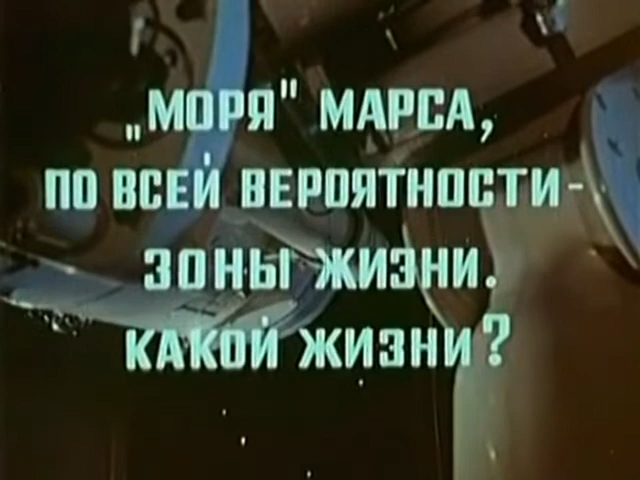 „МОРЯ" МАРСА,
ПО ВСЕЙ ВЕРОЯТНОСТИ-
ЗОНЫ ЖИЗНИ.
КАКОЙ ЖИЗНИ?